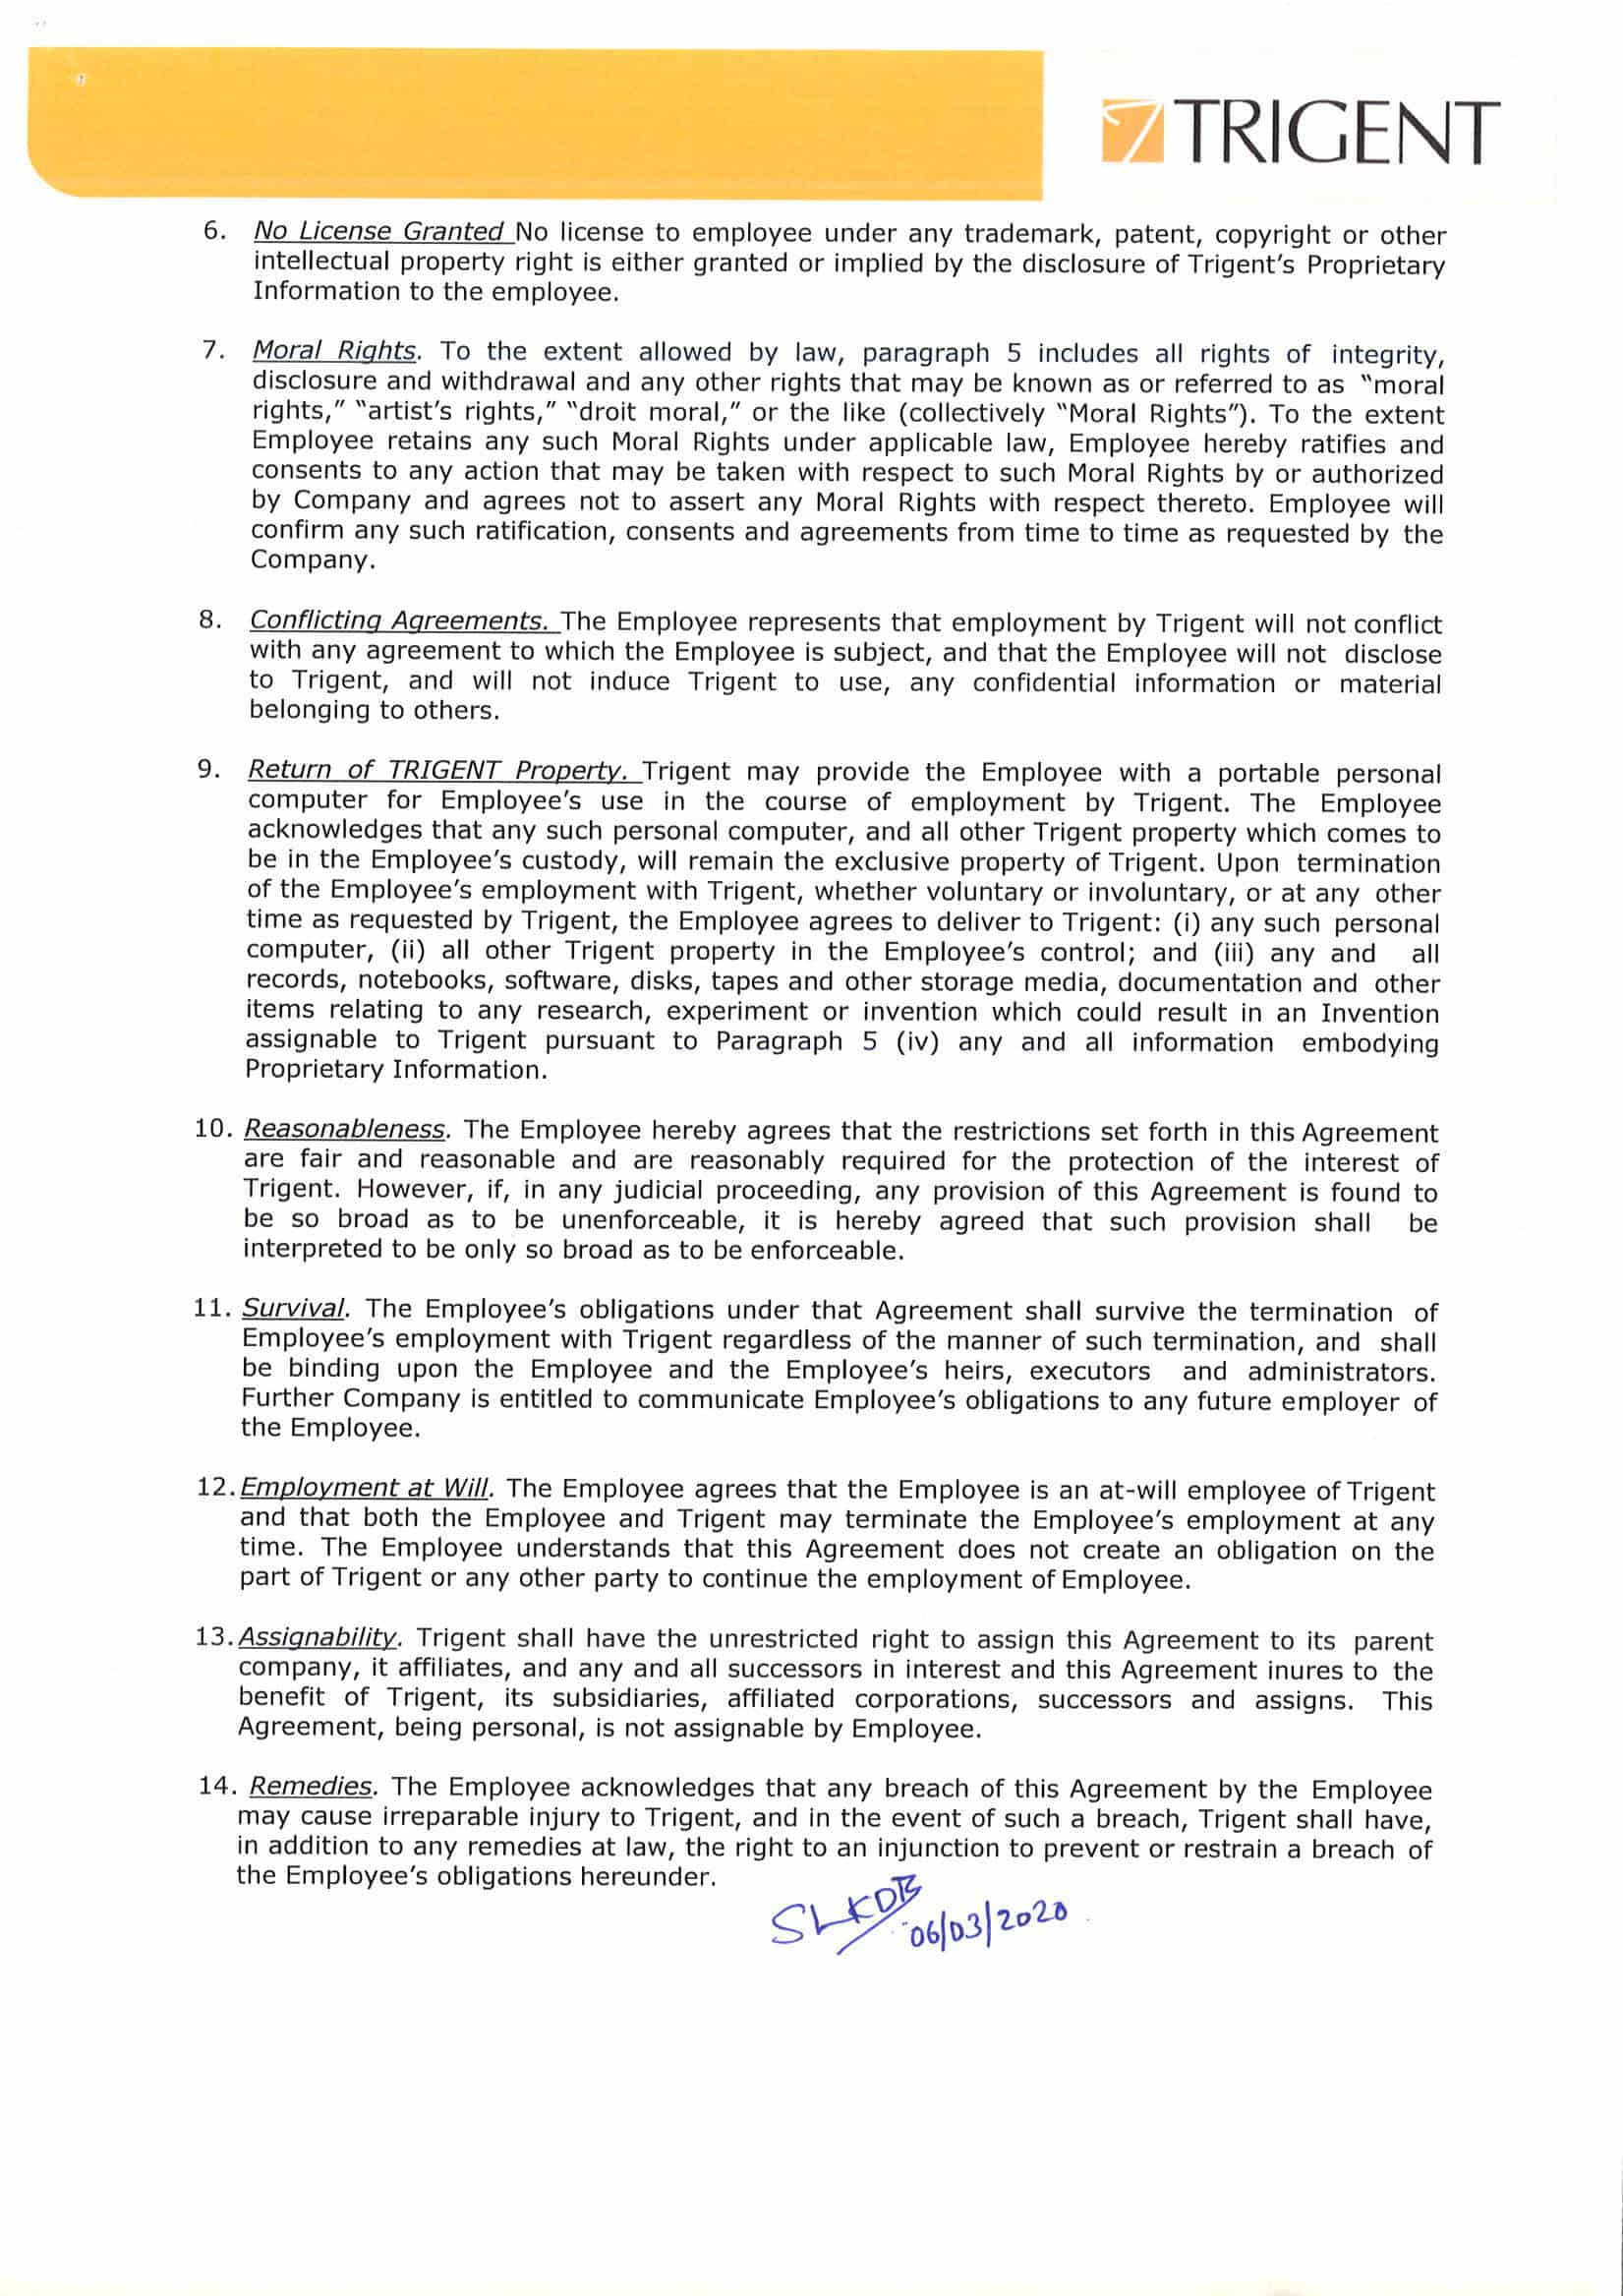 TRIGENT
6. No License Granted No license to employee under any trademark, patent, copyright or other
intellectual property right is either granted or implied by the disclosure of Trigent's Proprietary
Information to the employee.
7. Moral Rights. To the extent allowed by law, paragraph 5 includes all rights of integrity,
disclosure and withdrawal and any other rights that may be known as or referred to as "moral
rights," "artist's rights," "droit moral," or the like (collectively "Moral Rights"). To the extent
Employee retains any such Moral Rights under applicable law, Employee hereby ratifies and
consents to any action that may be taken with respect to such Moral Rights by or authorized
by Company and agrees not to assert any Moral Rights with respect thereto. Employee will
confirm any such ratification, consents and agreements from time to time as requested by the
Company.
8. Conflicting Agreements. The Employee represents that employment by Trigent will not conflict
with any agreement to which the Employee is subject, and that the Employee will not disclose
to Trigent, and will not induce Trigent to use, any confidential information or material
belonging to others.
9. Return of TRIGENT Property. Trigent may provide the Employee with a portable personal
computer for Employee's use in the course of employment by Trigent. The Employee
acknowledges that any such personal computer, and all other Trigent property which comes to
be in the Employee's custody, will remain the exclusive property of Trigent. Upon termination
of the Employee's employment with Trigent, whether voluntary or involuntary, or at any other
time as requested by Trigent, the Employee agrees to deliver to Trigent: (i) any such personal
computer, (ii) all other Trigent property in the Employee's control; and (iii) any and all
records, notebooks, software, disks, tapes and other storage media, documentation and other
items relating to any research, experiment or invention which could result in an Invention
assignable to Trigent pursuant to Paragraph 5 (iv) any and all information embodying
Proprietary Information.
10. Reasonableness. The Employee hereby agrees that the restrictions set forth in this Agreement
are fair and reasonable and are reasonably required for the protection of the interest of
Trigent. However, if, in any judicial proceeding, any provision of this Agreement is found to
be so broad as to be unenforceable, it is hereby agreed that such provision shall be
interpreted to be only so broad as to be enforceable.
11. Survival. The Employee's obligations under that Agreement shall survive the termination of
Employee's employment with Trigent regardless of the manner of such termination, and shall
be binding upon the Employee and the Employee's heirs, executors and administrators.
Further Company is entitled to communicate Employee's obligations to any future employer of
the Employee.
12. Employment at Will. The Employee agrees that the Employee is an at-will employee of Trigent
and that both the Employee and Trigent may terminate the Employee's employment at any
time. The Employee understands that this Agreement does not create an obligation on the
part of Trigent or any other party to continue the employment of Employee.
13. Assignability. Trigent shall have the unrestricted right to assign this Agreement to its parent
company, it affiliates, and any and all successors in interest and this Agreement inures to the
benefit of Trigent, its subsidiaries, affiliated corporations, successors and assigns. This
Agreement, being personal, is not assignable by Employee.
14. Remedies. The Employee acknowledges that any breach of this Agreement by the Employee
may cause irreparable injury to Trigent, and in the event of such a breach, Trigent shall have,
in addition to any remedies at law, the right to an injunction to prevent or restrain a breach of
the Employee's obligations hereunder.
06/03/2020